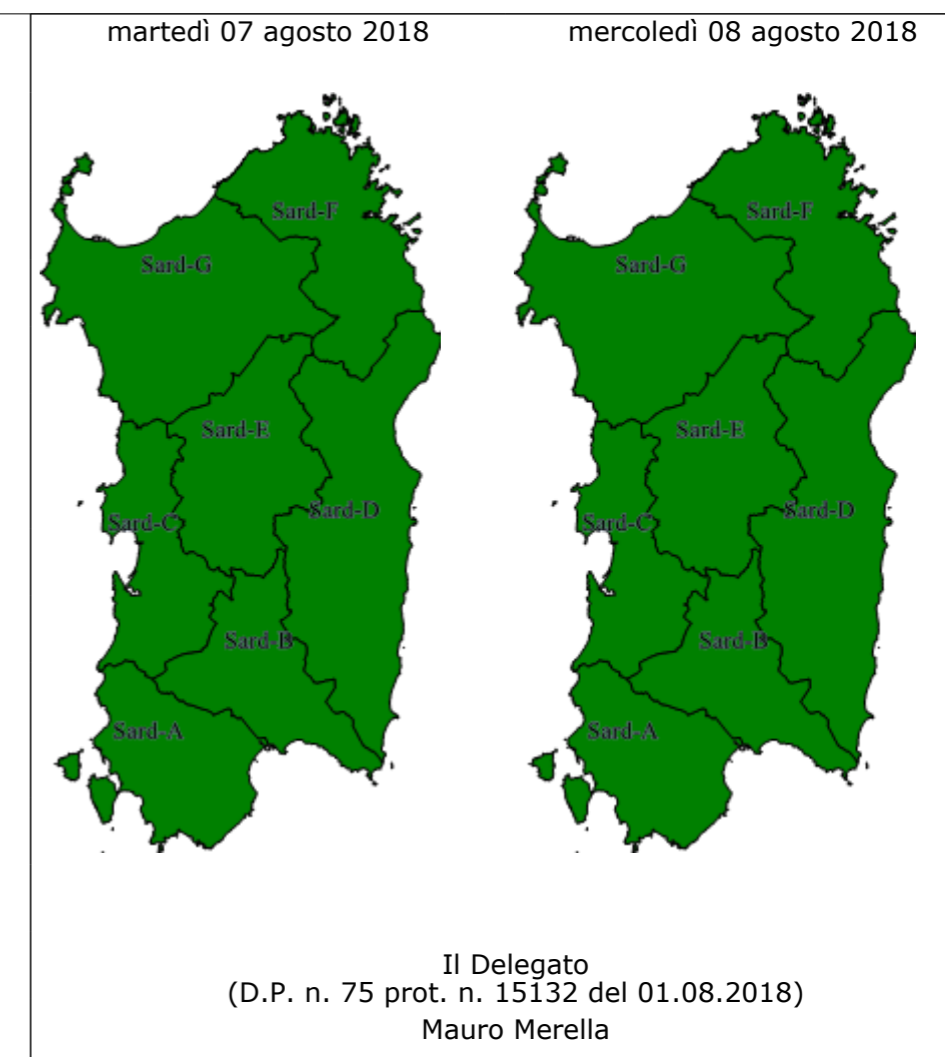 martedì 07 agosto 2018
mercoledì 08 agosto 2018
Sard-F
Sard-G
Sard-E
Sard-D
Sard-C
Sard-B
Sard-A
Sard-F
Sard-G
Sard-E
Sard-D
Sard-C
Sard-B
Sard-A
Il Delegato
(D.P. n. 75 prot. n. 15132 del 01.08.2018)
Mauro Merella